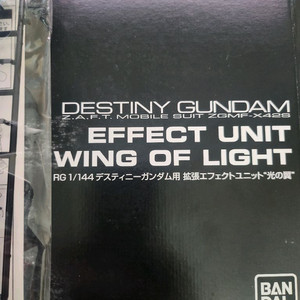 DESTINY GUNDAM
Z.A.F.T. MOBILE SUIT ZGMF-X42S
EFFECT UNIT
WING OF LIGHT
RG 1/144 デスティニーガンダム用 拡張エフェクトユニット"光の翼"
BAN
DAI